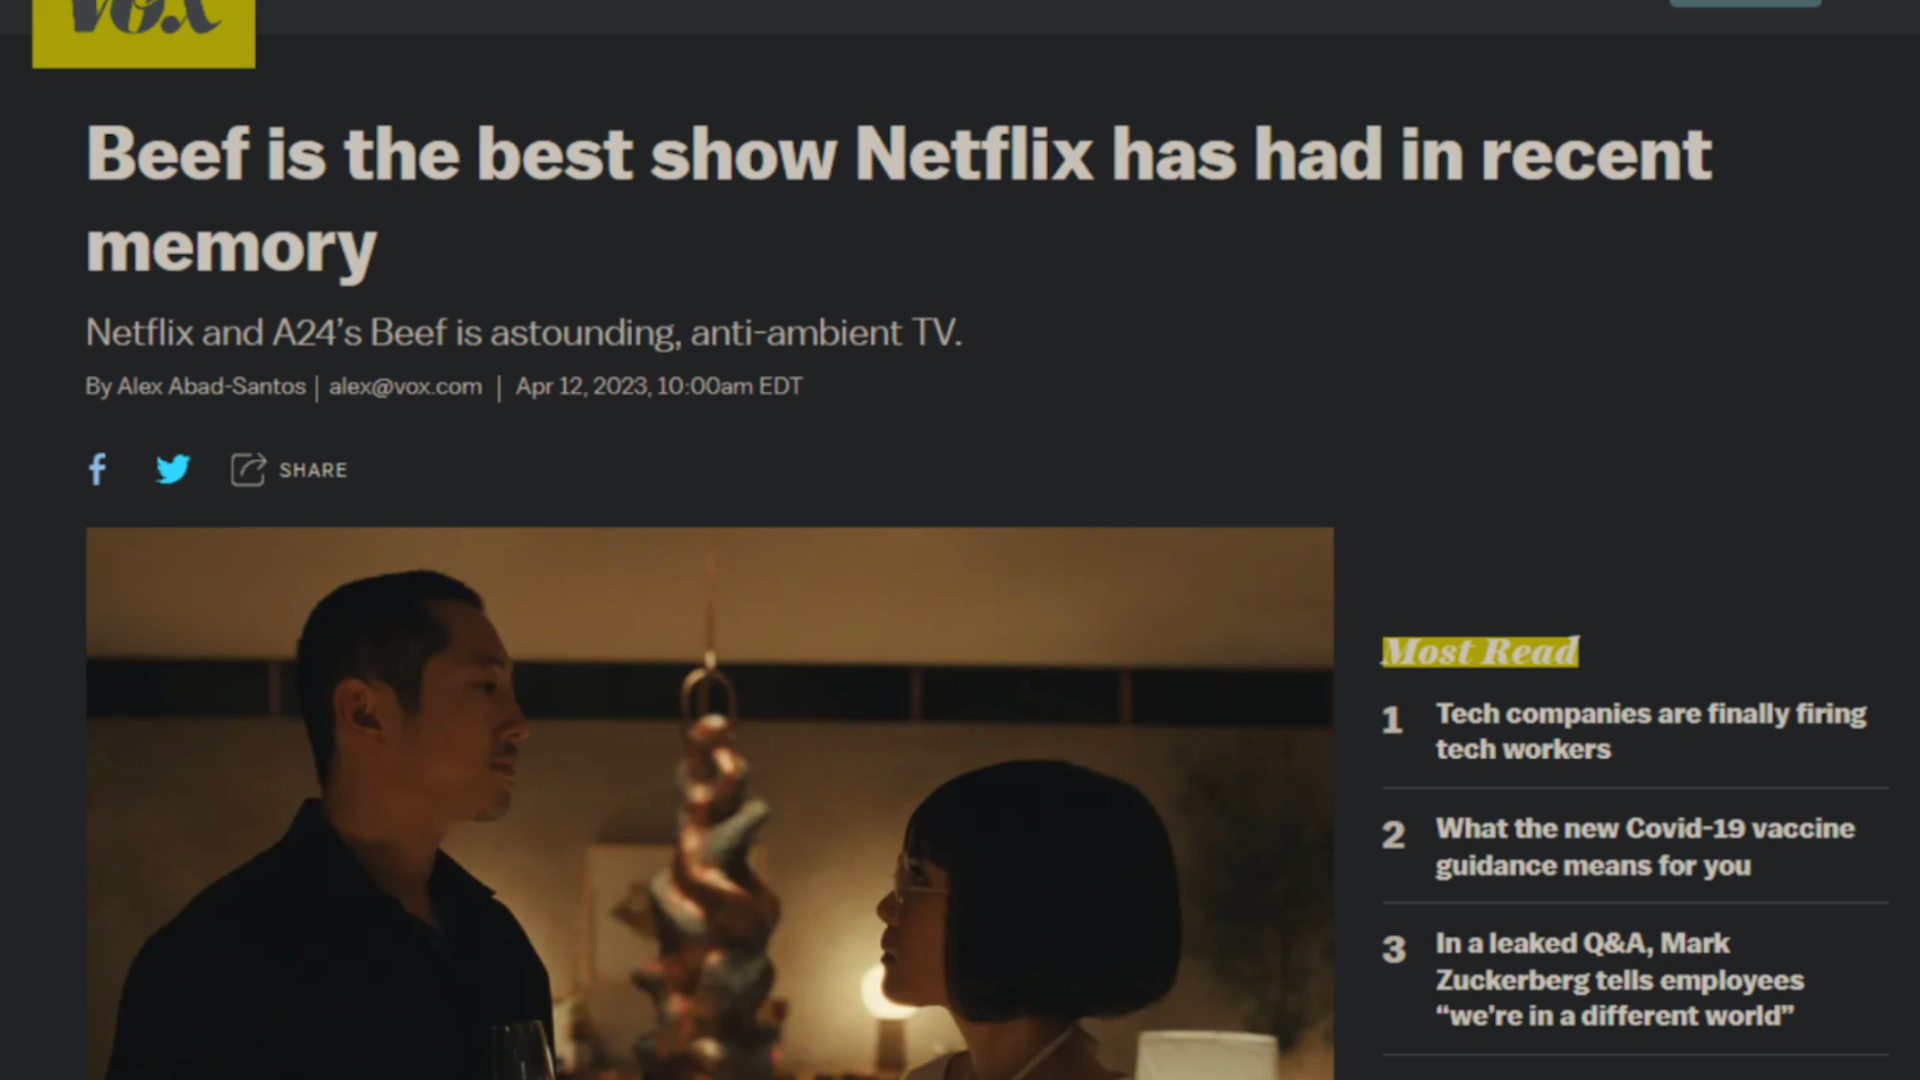 Vox
Beef is the best show Netflix has had in recent
memory
Netflix and A24's Beef is astounding, anti-ambient TV.
By Alex Abad-Santos | alex@vox.com | Apr 12, 2023, 10:00am EDT
SHARE
Most Read
1 Tech companies are finally firing
tech workers
2 What the new Covid-19 vaccine
guidance means for you
3 In a leaked Q&A, Mark
Zuckerberg tells employees
“we're in a different world”